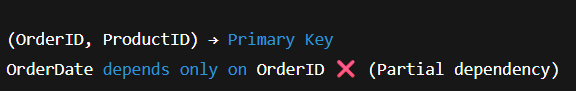 (OrderID, ProductID) → Primary Key
OrderDate depends only on OrderID ❌ (Partial dependency)